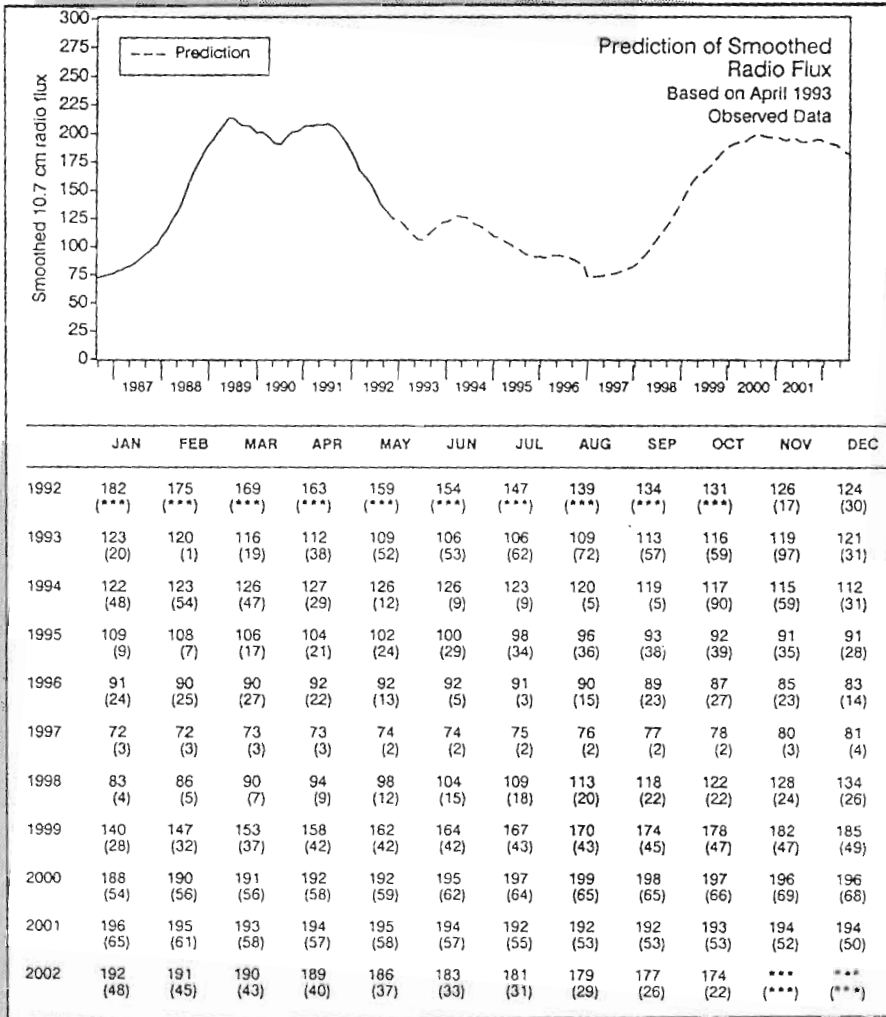 Prediction of Smoothed
Radio Flux
Based on April 1993
Observed Data
--- Prediction
Smoothed 10.7 cm radio flux
300
275
250
225
200
175
150
125
100
75
50
25
0
1987 1988 1989 1990 1991 1992 1993 1994 1995 1996 1997 1998 1999 2000 2001
JAN FEB MAR APR MAY JUN JUL AUG SEP OCT NOV DEC
1992 182 175 169 163 159 154 147 139 134 131 126 124
(***) (***) (***) (***) (***) (***) (***) (***) (***) (***) (17) (30)
1993 123 120 116 112 109 106 106 109 113 116 119 121
(20) (1) (19) (38) (52) (53) (62) (72) (57) (59) (97) (31)
1994 122 123 126 127 126 126 123 120 119 117 115 112
(48) (54) (47) (29) (12) (9) (9) (5) (5) (90) (59) (31)
1995 109 108 106 104 102 100 98 96 93 92 91 91
(9) (7) (17) (21) (24) (29) (34) (36) (38) (39) (35) (28)
1996 91 90 90 92 92 92 91 90 89 87 85 83
(24) (25) (27) (22) (13) (5) (3) (15) (23) (27) (23) (14)
1997 72 72 73 73 74 74 75 76 77 78 80 81
(3) (3) (3) (3) (2) (2) (2) (2) (2) (2) (3) (4)
1998 83 86 90 94 98 104 109 113 118 122 128 134
(4) (5) (7) (9) (12) (15) (18) (20) (22) (22) (24) (26)
1999 140 147 153 158 162 164 167 170 174 178 182 185
(28) (32) (37) (42) (42) (42) (43) (43) (45) (47) (47) (49)
2000 188 190 191 192 192 195 197 199 198 197 196 196
(54) (56) (56) (58) (59) (62) (64) (65) (65) (66) (69) (68)
2001 196 195 193 194 195 194 192 192 192 193 194 194
(65) (61) (58) (57) (58) (57) (55) (53) (53) (53) (52) (50)
2002 192 191 190 189 186 183 181 179 177 174 *** ***
(48) (45) (43) (40) (37) (33) (31) (29) (26) (22) (***) (***)